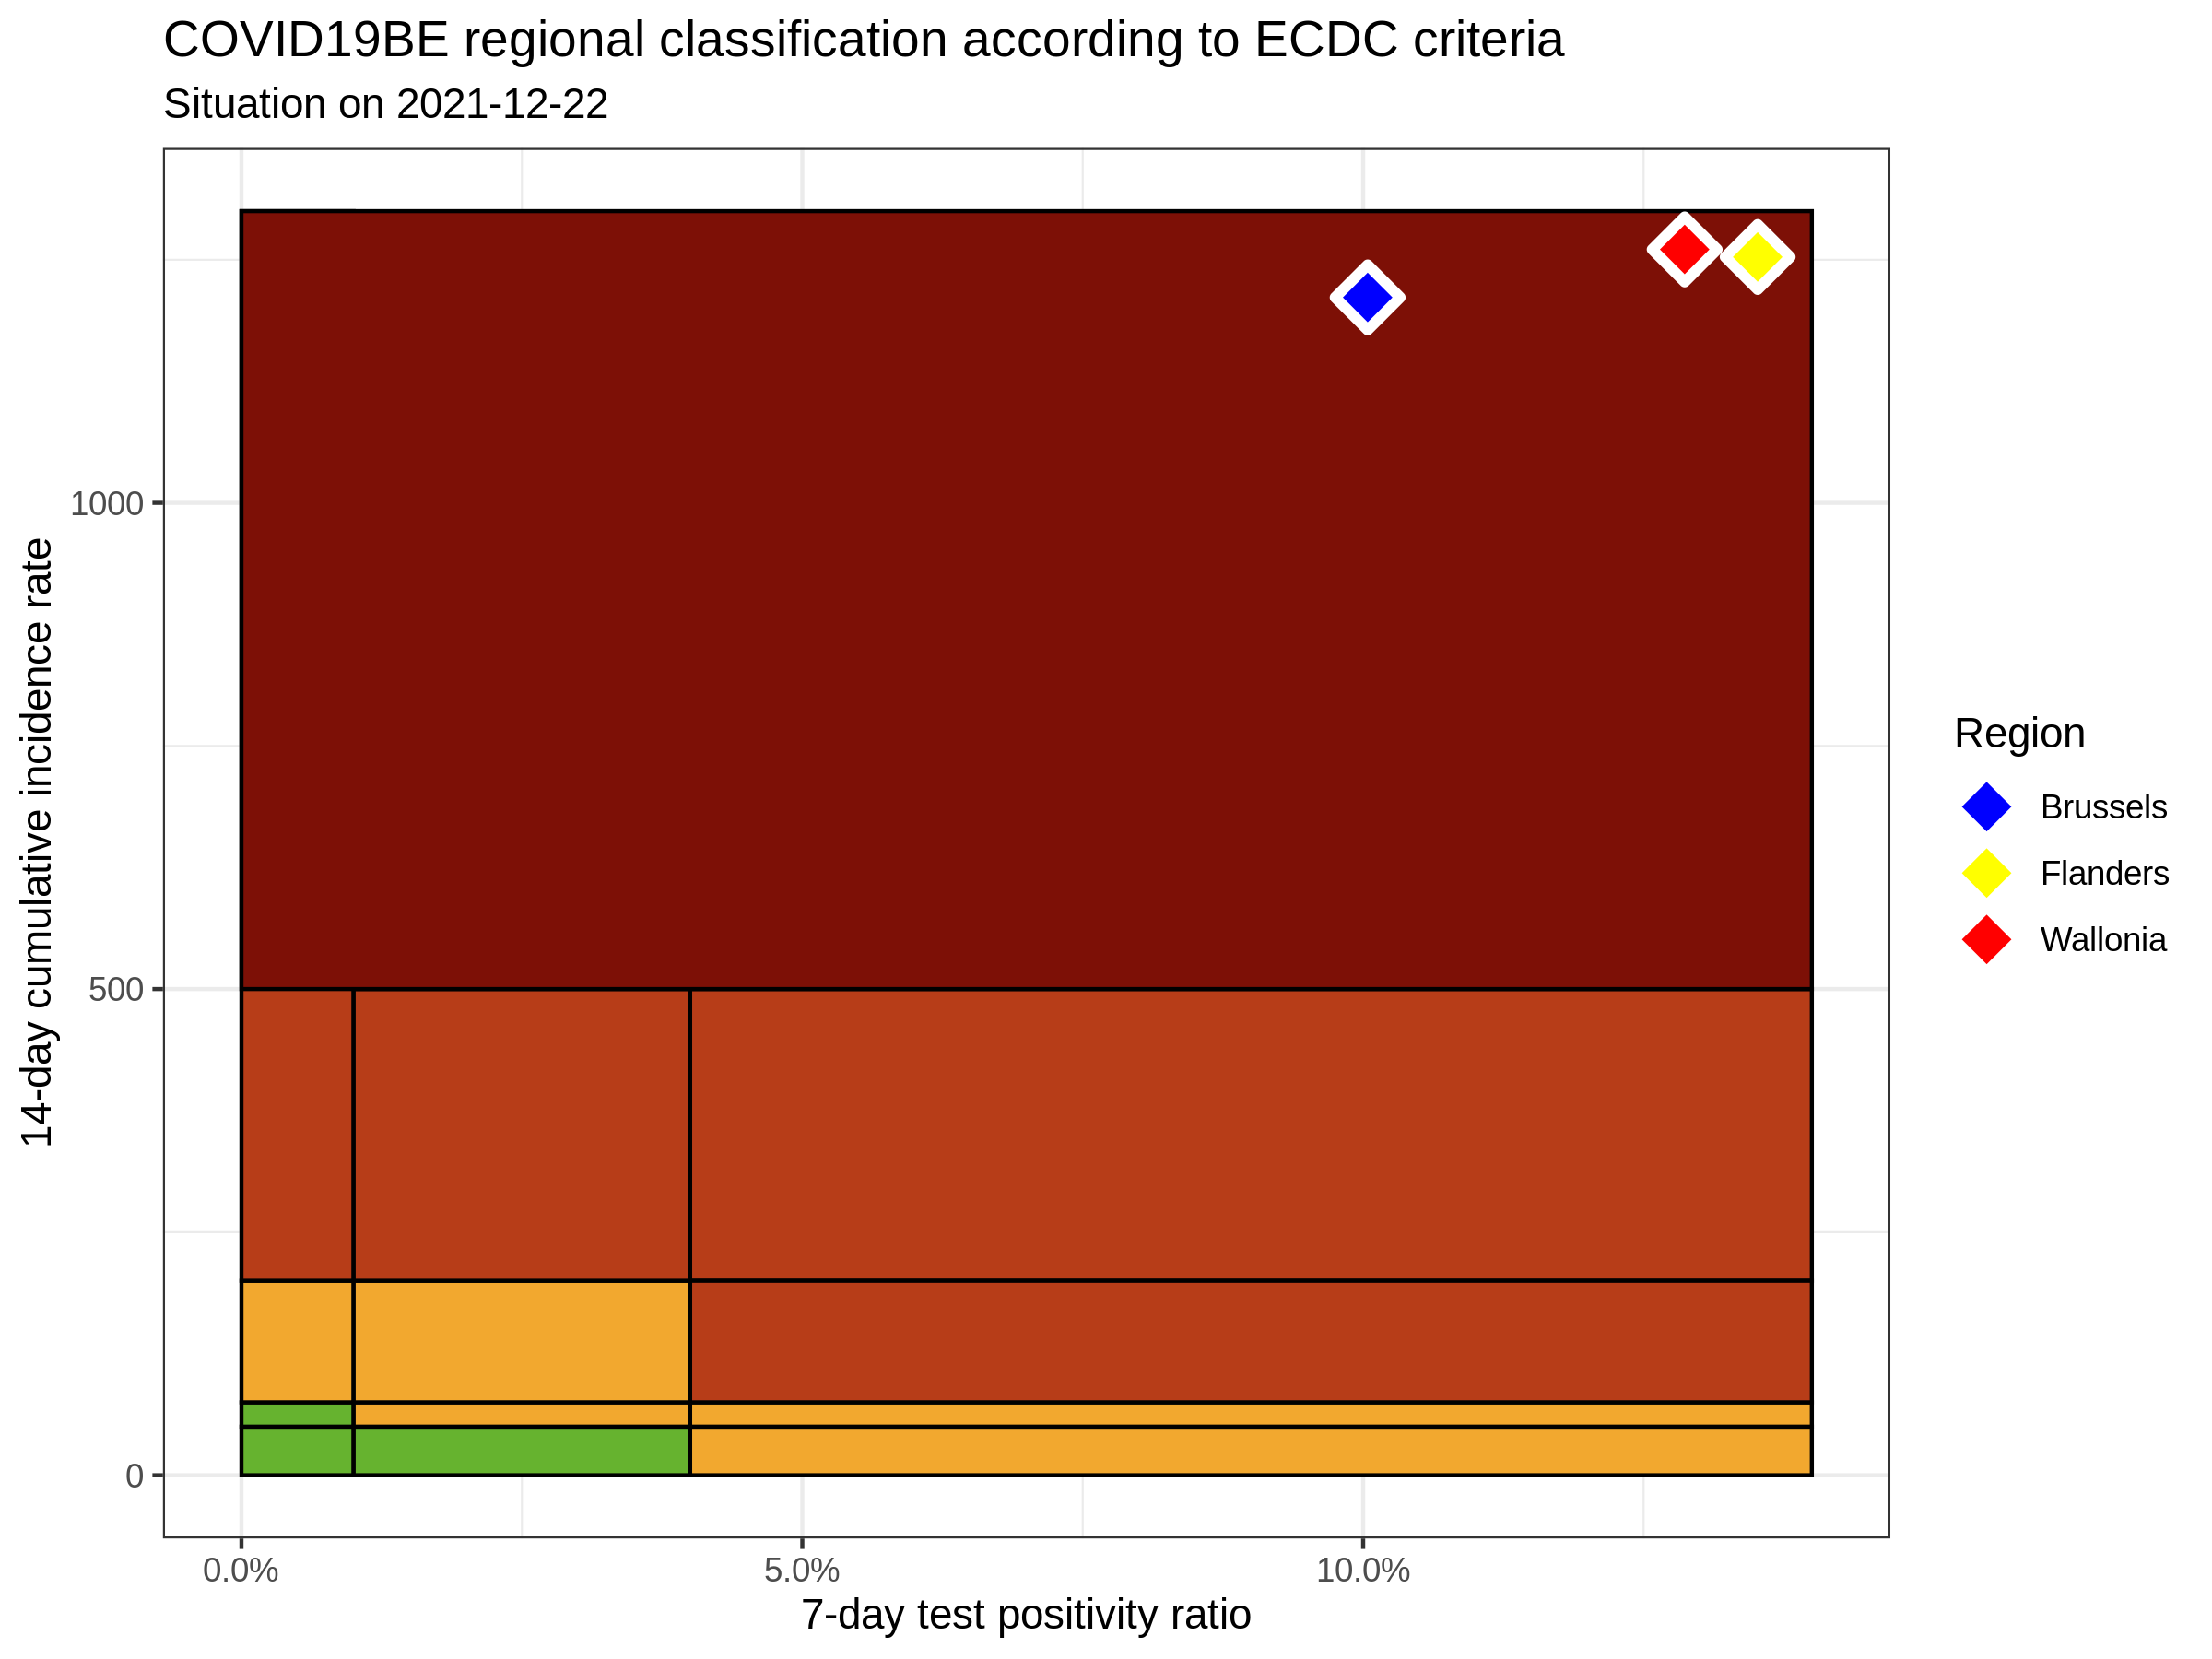 COVID19BE regional classification according to ECDC criteria
Situation on 2021-12-22
14-day cumulative incidence rate
1000
500
0
0.0%
5.0%
10.0%
7-day test positivity ratio
Region
Brussels
Flanders
Wallonia